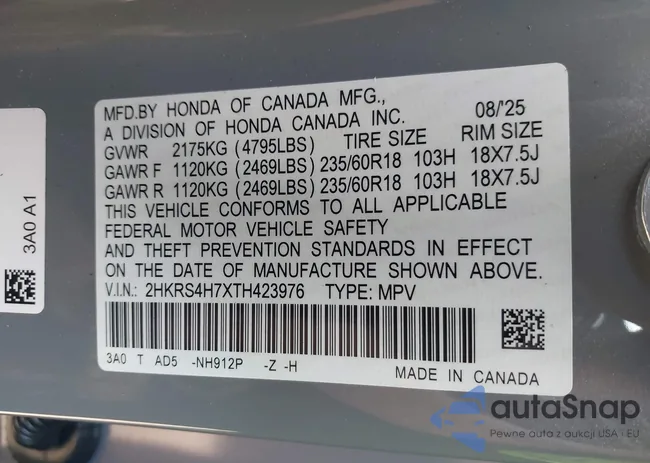 MFD.BY HONDA OF CANADA MFG., 08/'25
A DIVISION OF HONDA CANADA INC.
GVWR 2175KG (4795LBS) TIRE SIZE RIM SIZE
GAWR F 1120KG (2469LBS) 235/60R18 103H 18X7.5J
GAWR R 1120KG (2469LBS) 235/60R18 103H 18X7.5J
THIS VEHICLE CONFORMS TO ALL APPLICABLE
FEDERAL MOTOR VEHICLE SAFETY
AND THEFT PREVENTION STANDARDS IN EFFECT
ON THE DATE OF MANUFACTURE SHOWN ABOVE.
V.I.N.: 2HKRS4H7XTH423976 TYPE: MPV
3A0 T AD5 -NH912P -Z -H
MADE IN CANADA
3A0 A1
autaSnap
Pewne auta z aukcji USA i EU